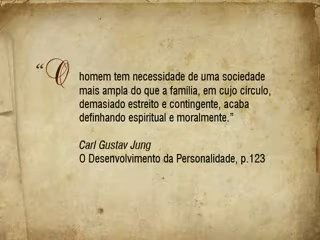 “O homem tem necessidade de uma sociedade
mais ampla do que a família, em cujo círculo,
demasiado estreito e contingente, acaba
definhando espiritual e moralmente.”
Carl Gustav Jung
O Desenvolvimento da Personalidade, p.123